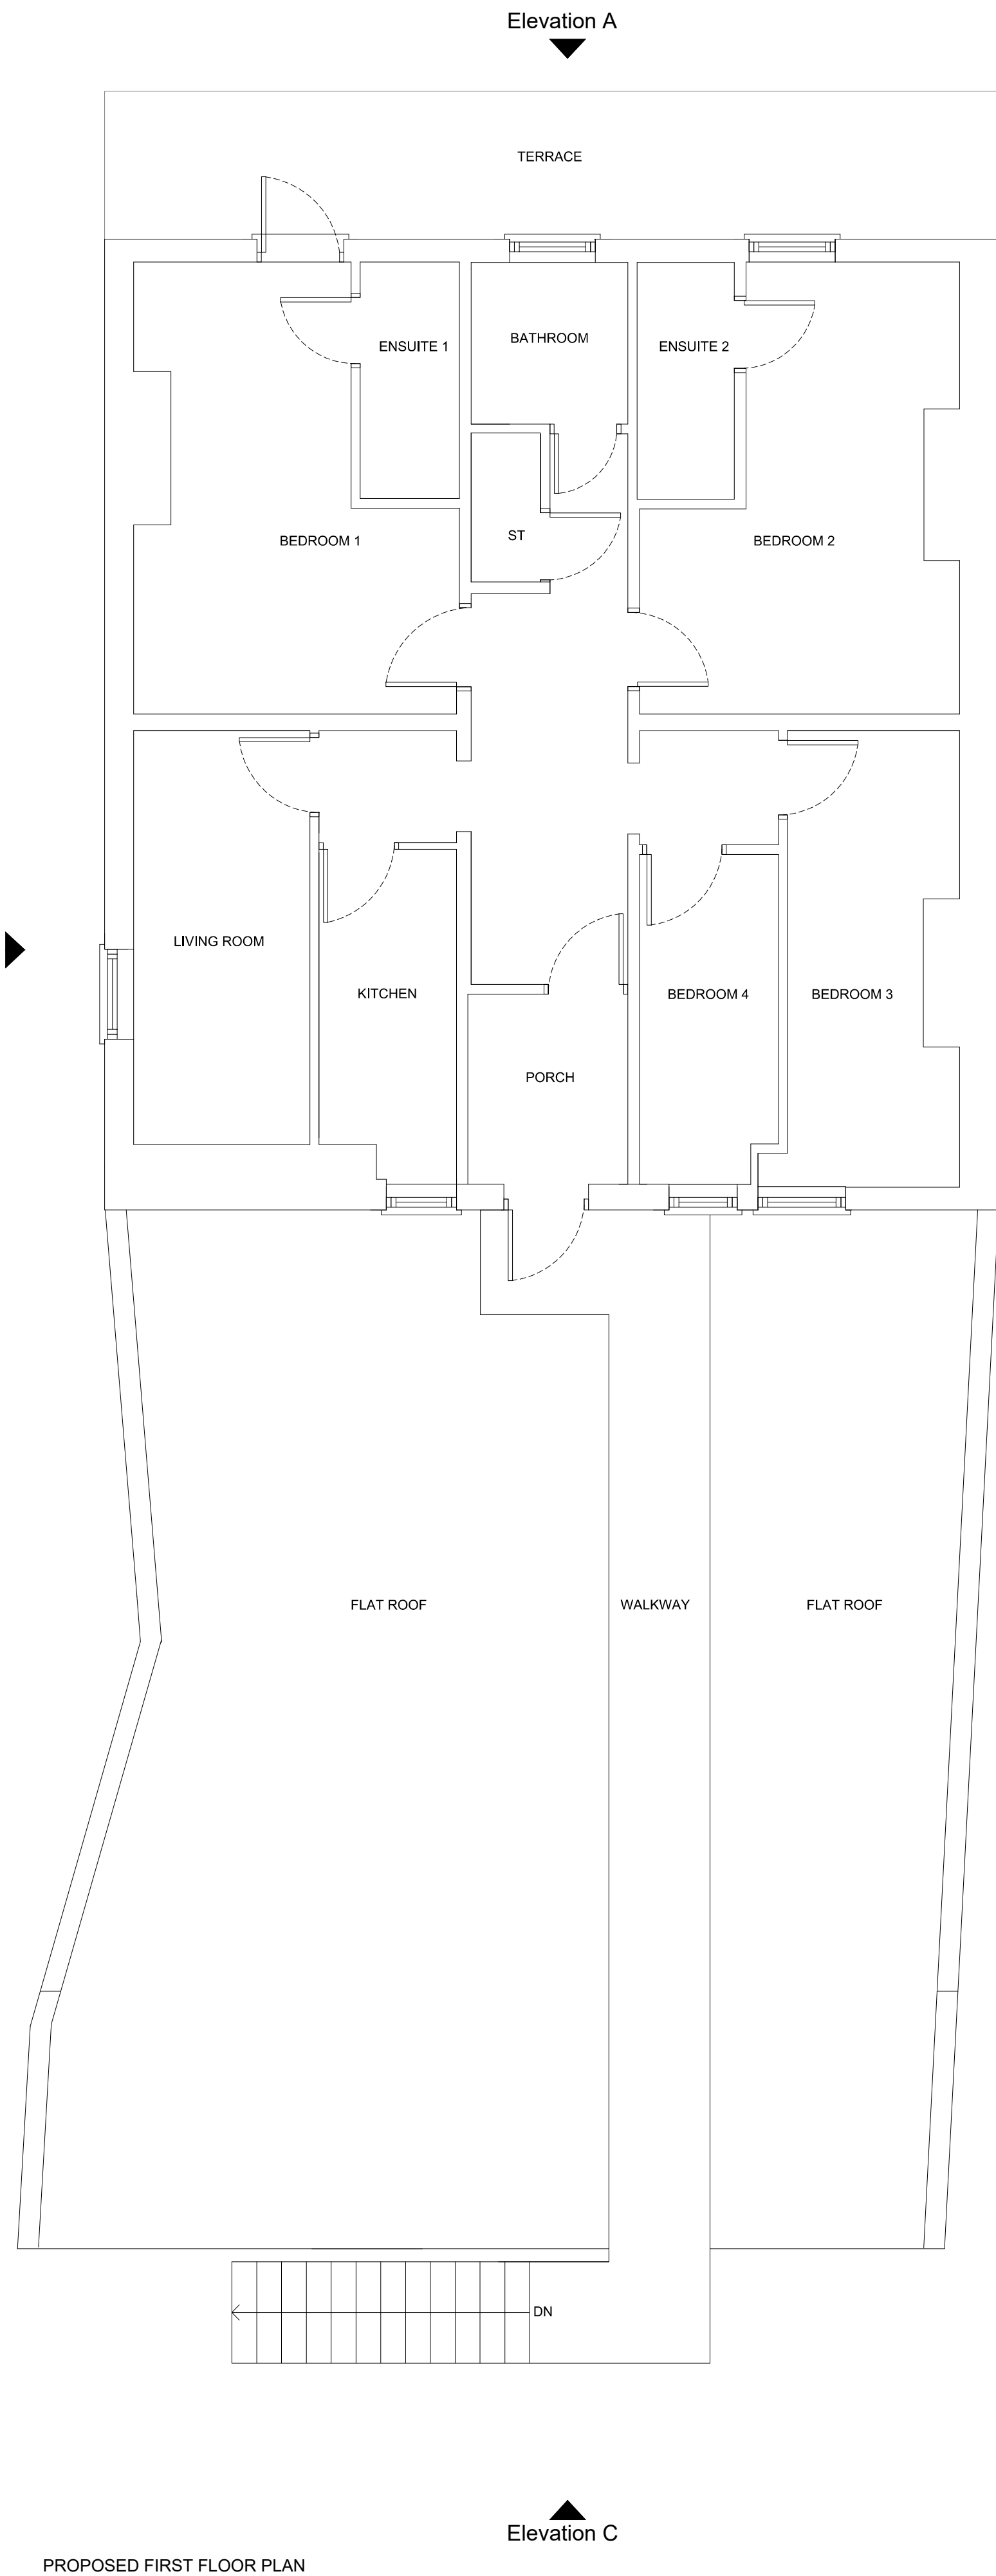 Elevation A
TERRACE
ENSUITE 1
BATHROOM
ENSUITE 2
BEDROOM 1
ST
BEDROOM 2
LIVING ROOM
KITCHEN
BEDROOM 4
BEDROOM 3
PORCH
FLAT ROOF
WALKWAY
FLAT ROOF
DN
Elevation C
PROPOSED FIRST FLOOR PLAN